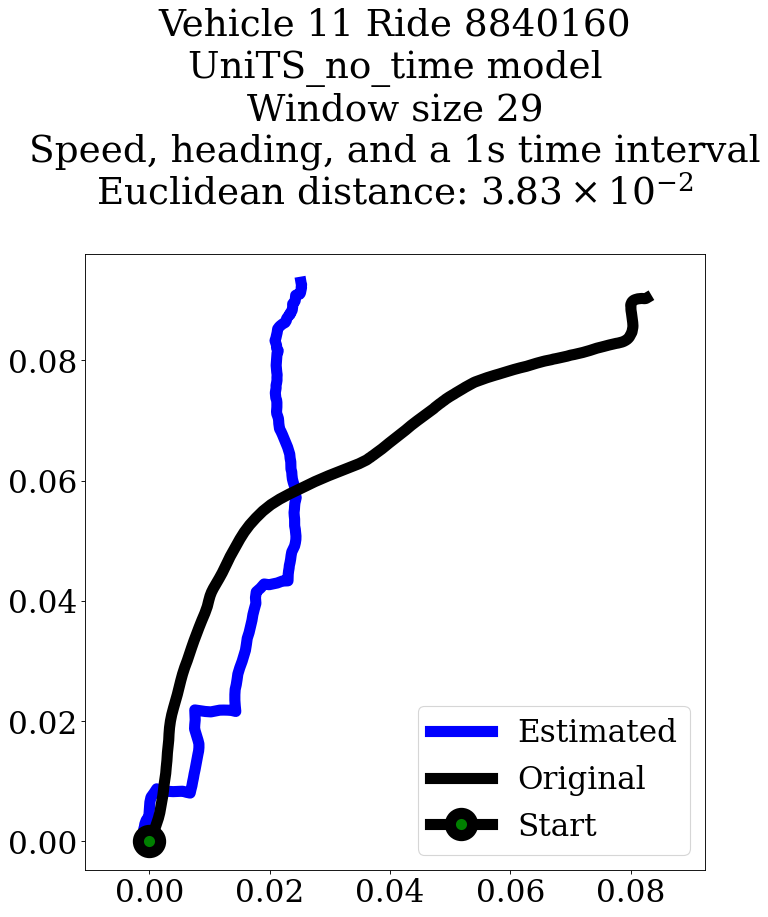 Vehicle 11 Ride 8840160
UniTS_no_time model
Window size 29
Speed, heading, and a 1s time interval
Euclidean distance: 3.83 × 10⁻²
0.08
0.06
0.04
0.02
0.00
Estimated
Original
Start
0.00 0.02 0.04 0.06 0.08